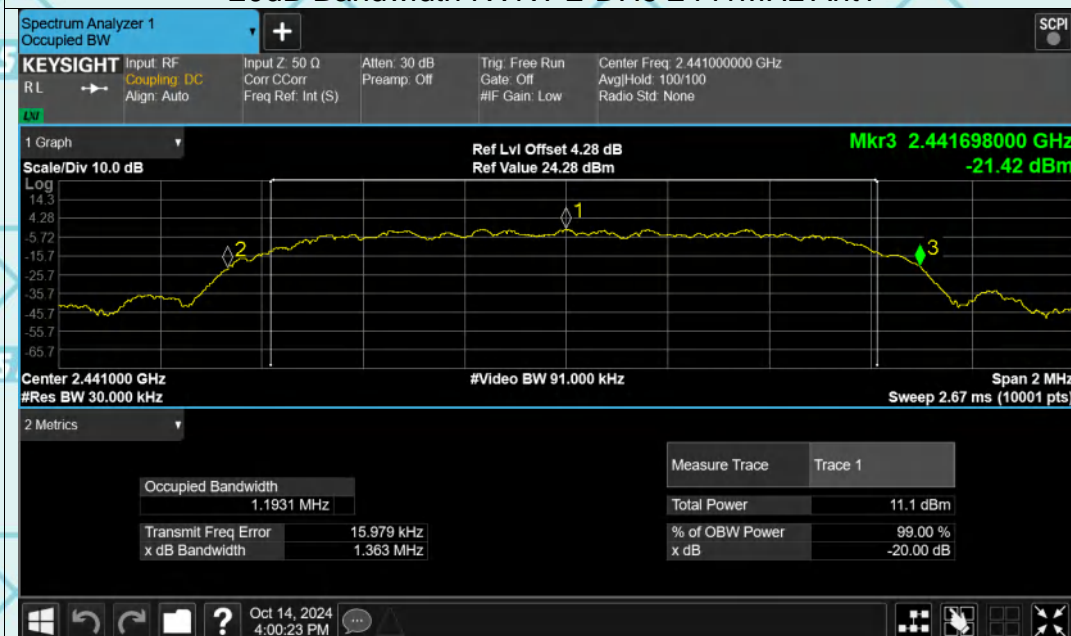 Spectrum Analyzer 1
Occupied BW
+
SCPI
KEYSIGHT
RL
LXI
Input: RF
Coupling: DC
Align: Auto
Input Z: 50 Ω
Corr CCorr
Freq Ref: Int (S)
Atten: 30 dB
Preamp: Off
Trig: Free Run
Gate: Off
#IF Gain: Low
Center Freq: 2.441000000 GHz
Avg|Hold: 100/100
Radio Std: None
1 Graph
Scale/Div 10.0 dB
Ref Lvl Offset 4.28 dB
Ref Value 24.28 dBm
Mkr3 2.441698000 GHz
-21.42 dBm
Log
14.3
4.28
-5.72
-15.7
-25.7
-35.7
-45.7
-55.7
-65.7
1
2
3
Center 2.441000 GHz
#Res BW 30.000 kHz
#Video BW 91.000 kHz
Span 2 MHz
Sweep 2.67 ms (10001 pts)
2 Metrics
Occupied Bandwidth
1.1931 MHz
Transmit Freq Error 15.979 kHz
x dB Bandwidth 1.363 MHz
Measure Trace Trace 1
Total Power 11.1 dBm
% of OBW Power 99.00 %
x dB -20.00 dB
?
Oct 14, 2024
4:00:23 PM